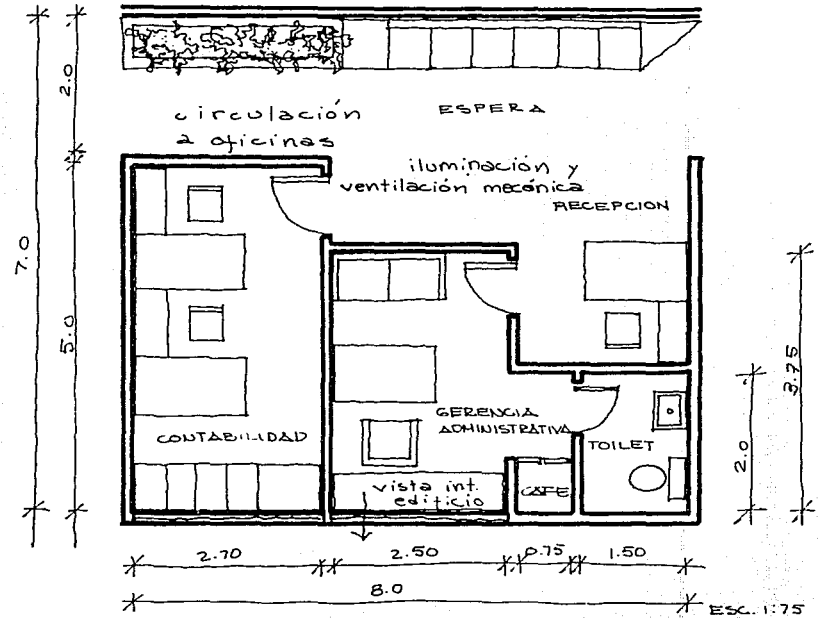 2.0
circulación
a oficinas
ESPERA
iluminación y
ventilación mecánica
RECEPCION
7.0
5.0
3.75
2.0
GERENCIA
ADMINISTRATIVA
CONTABILIDAD
TOILET
vista int.
edificio
CAFE
2.70
2.50
0.75
1.50
8.0
ESC. 1:75